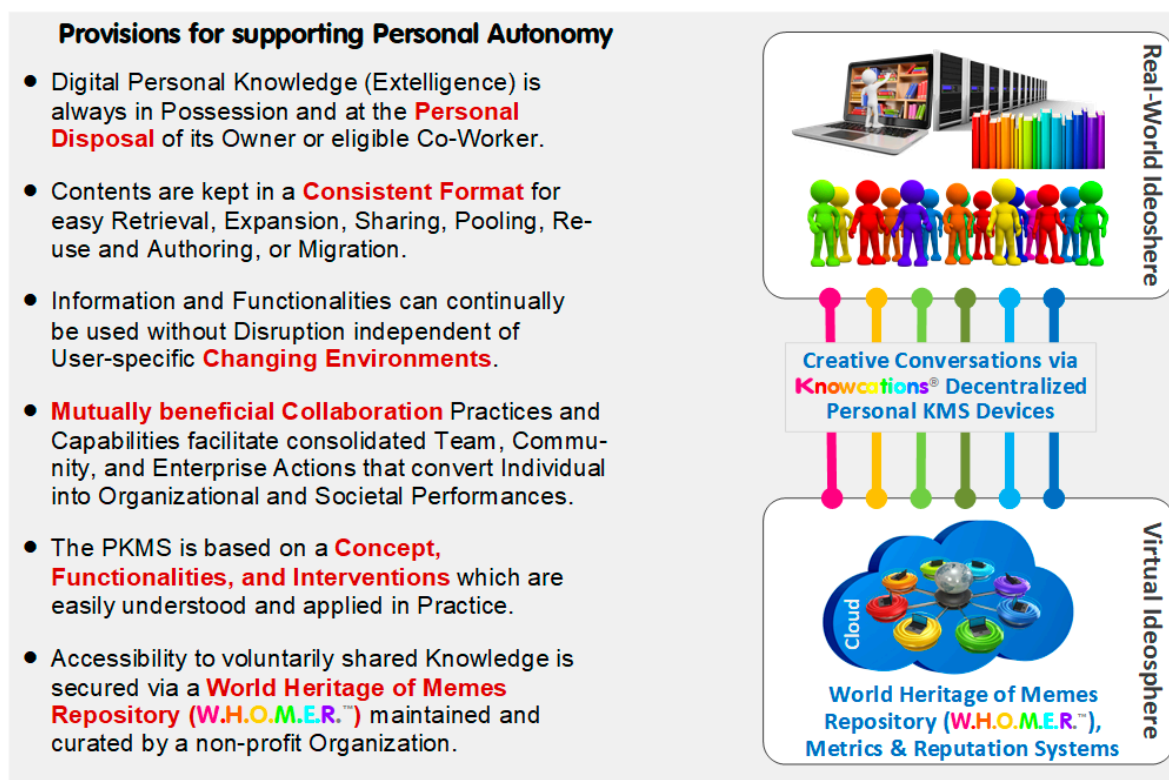 Provisions for supporting Personal Autonomy
● Digital Personal Knowledge (Extelligence) is
always in Possession and at the Personal
Disposal of its Owner or eligible Co-Worker.
● Contents are kept in a Consistent Format for
easy Retrieval, Expansion, Sharing, Pooling, Re-
use and Authoring, or Migration.
● Information and Functionalities can continually
be used without Disruption independent of
User-specific Changing Environments.
● Mutually beneficial Collaboration Practices and
Capabilities facilitate consolidated Team, Commu-
nity, and Enterprise Actions that convert Individual
into Organizational and Societal Performances.
● The PKMS is based on a Concept,
Functionalities, and Interventions which are
easily understood and applied in Practice.
● Accessibility to voluntarily shared Knowledge is
secured via a World Heritage of Memes
Repository (W.H.O.M.E.R.™) maintained and
curated by a non-profit Organization.
Real-World Ideoshere
Creative Conversations via
Knowcations® Decentralized
Personal KMS Devices
Cloud
Virtual Ideosphere
World Heritage of Memes
Repository (W.H.O.M.E.R.™),
Metrics & Reputation Systems